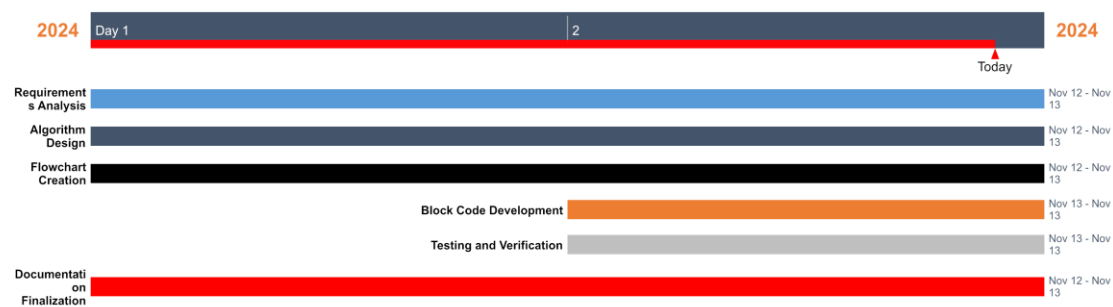 2024 Day 1 2 2024
Today
Requirement
s Analysis
Nov 12 - Nov
13
Algorithm
Design
Nov 12 - Nov
13
Flowchart
Creation
Nov 12 - Nov
13
Block Code Development
Nov 13 - Nov
13
Testing and Verification
Nov 13 - Nov
13
Documentati
on
Finalization
Nov 12 - Nov
13